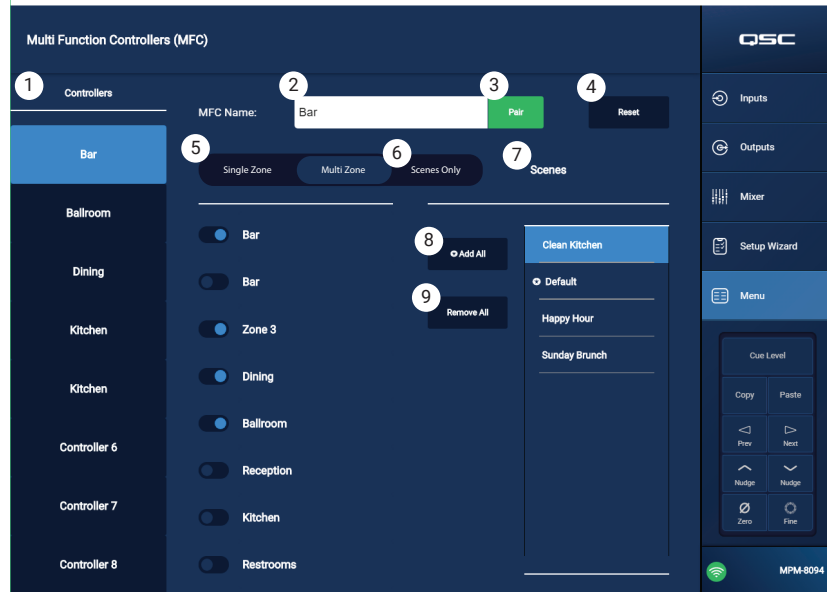 Multi Function Controllers (MFC)
QSC
1
Controllers
2
3
4
MFC Name:
Bar
Pair
Reset
5
Single Zone
Multi Zone
6
Scenes Only
7
Scenes
Bar
Ballroom
Dining
Kitchen
Kitchen
Controller 6
Controller 7
Controller 8
Bar
Bar
Zone 3
Dining
Ballroom
Reception
Kitchen
Restrooms
8
Add All
9
Remove All
Clean Kitchen
Default
Happy Hour
Sunday Brunch
Inputs
Outputs
Mixer
Setup Wizard
Menu
Cue Level
Copy
Paste
Prev
Next
Nudge
Nudge
Zero
Fine
MPM-8094